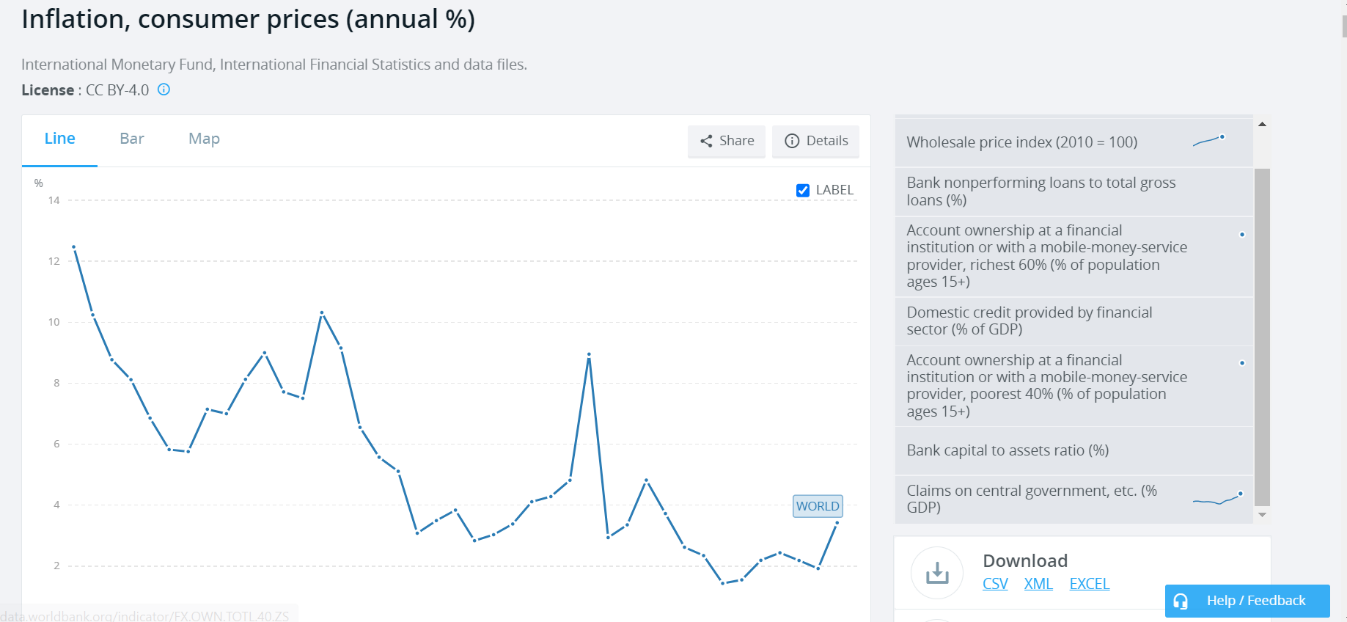 Inflation, consumer prices (annual %)
International Monetary Fund, International Financial Statistics and data files.
License : CC BY-4.0
Line Bar Map Share Details
%
LABEL
14
12
10
8
6
4
2
WORLD
Wholesale price index (2010 = 100)
Bank nonperforming loans to total gross
loans (%)
Account ownership at a financial
institution or with a mobile-money-service
provider, richest 60% (% of population
ages 15+)
Domestic credit provided by financial
sector (% of GDP)
Account ownership at a financial
institution or with a mobile-money-service
provider, poorest 40% (% of population
ages 15+)
Bank capital to assets ratio (%)
Claims on central government, etc. (%
GDP)
Download
CSV XML EXCEL
Help / Feedback
data.worldbank.org/indicator/FX.OWN.TOTL.40.ZS